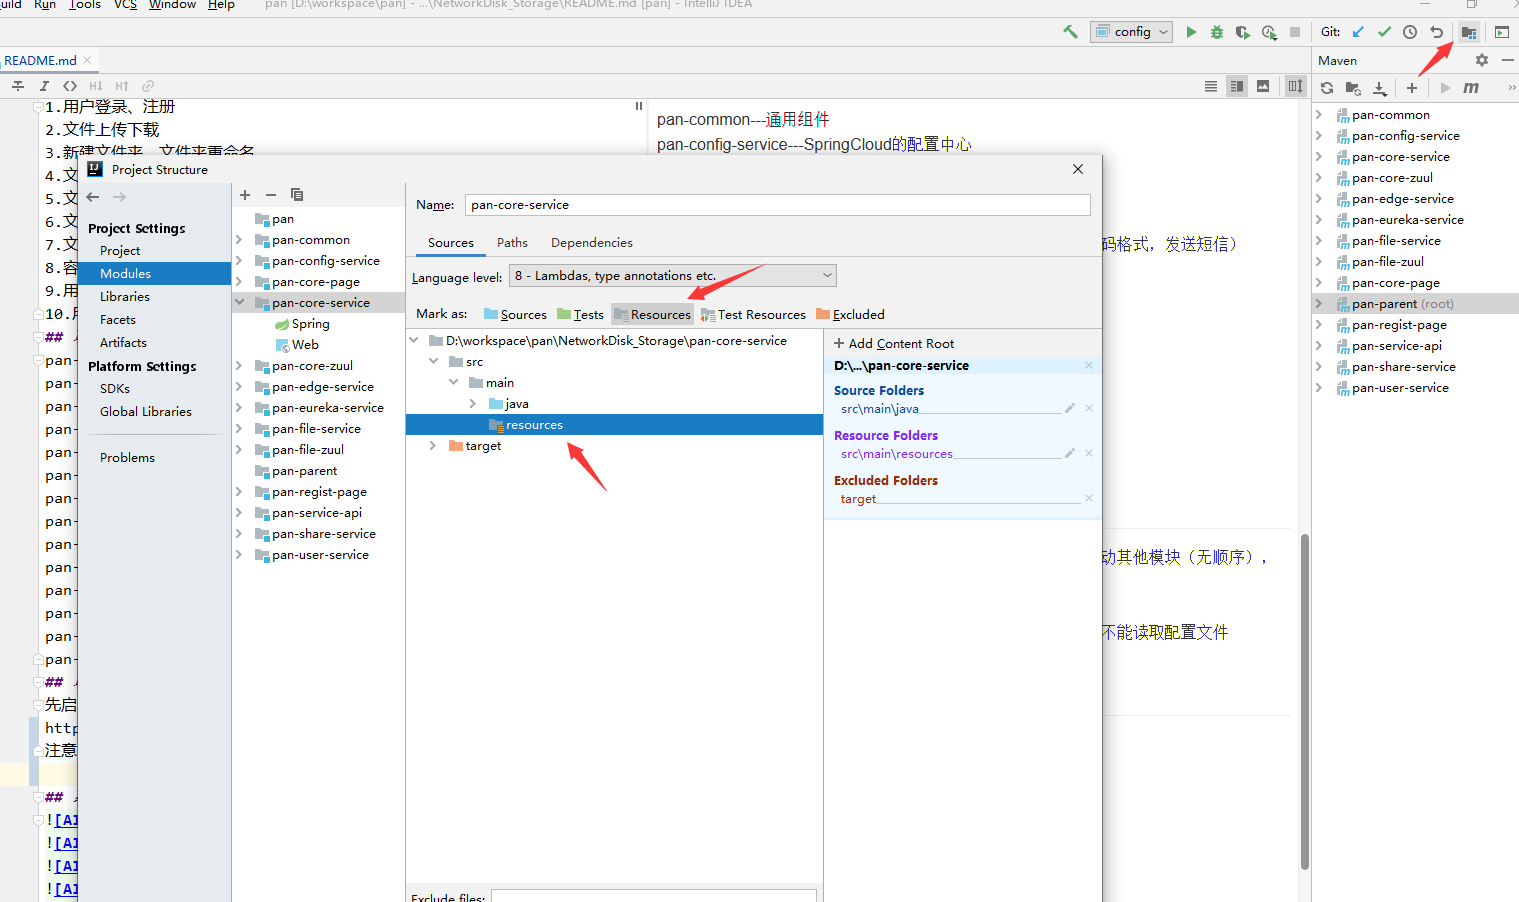 uild Run Tools VCS Window Help pan [D:\workspace\pan] - ...\NetworkDisk_Storage\README.md [pan] - IntelliJ IDEA
config Git:
README.md
Maven
1.用户登录、注册
2.文件上传下载
3.新建文件夹、文件夹重命名
4.文
5.文
6.文
7.文
8.容
9.用
10.用
##
pan-
pan-
pan-
pan-
pan-
pan-
pan-
pan-
pan-
pan-
pan-
pan-
pan-
pan-
##
先启
http
注意
##
![AI
![AI
![AI
![AI
pan-common---通用组件
pan-config-service---SpringCloud的配置中心
码格式，发送短信）
动其他模块（无顺序），
不能读取配置文件
Project Structure
Project Settings
Project
Modules
Libraries
Facets
Artifacts
Platform Settings
SDKs
Global Libraries
Problems
pan
pan-common
pan-config-service
pan-core-page
pan-core-service
Spring
Web
pan-core-zuul
pan-edge-service
pan-eureka-service
pan-file-service
pan-file-zuul
pan-parent
pan-regist-page
pan-service-api
pan-share-service
pan-user-service
Name: pan-core-service
Sources Paths Dependencies
Language level: 8 - Lambdas, type annotations etc.
Mark as: Sources Tests Resources Test Resources Excluded
D:\workspace\pan\NetworkDisk_Storage\pan-core-service
src
main
java
resources
target
Exclude files:
+ Add Content Root
D:\...\pan-core-service
Source Folders
src\main\java
Resource Folders
src\main\resources
Excluded Folders
target
pan-common
pan-config-service
pan-core-service
pan-core-zuul
pan-edge-service
pan-eureka-service
pan-file-service
pan-file-zuul
pan-core-page
pan-parent (root)
pan-regist-page
pan-service-api
pan-share-service
pan-user-service